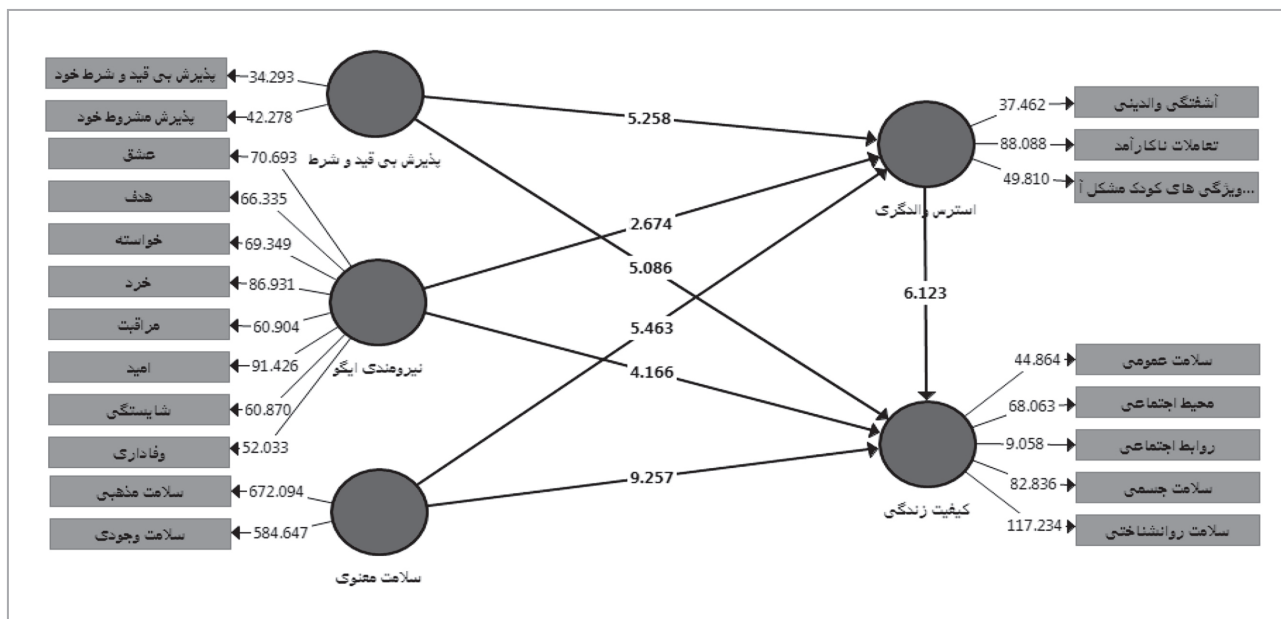 پذیرش بی قید و شرط خود
34.293
پذیرش مشروط خود
42.278
عشق
70.693
هدف
66.335
خواسته
69.349
خرد
86.931
مراقبت
60.904
امید
91.426
شایستگی
60.870
وفاداری
52.033
سلامت مذهبی
672.094
سلامت وجودی
584.647
پذیرش بی قید و شرط
نیرومندی ایگو
سلامت معنوی
5.258
2.674
5.086
5.463
4.166
9.257
6.123
استرس والدگری
کیفیت زندگی
37.462
آشفتگی والدینی
88.088
تعاملات ناکارآمد
49.810
ویژگی های کودک مشکل آ...
44.864
سلامت عمومی
68.063
محیط اجتماعی
9.058
روابط اجتماعی
82.836
سلامت جسمی
117.234
سلامت روانشناختی